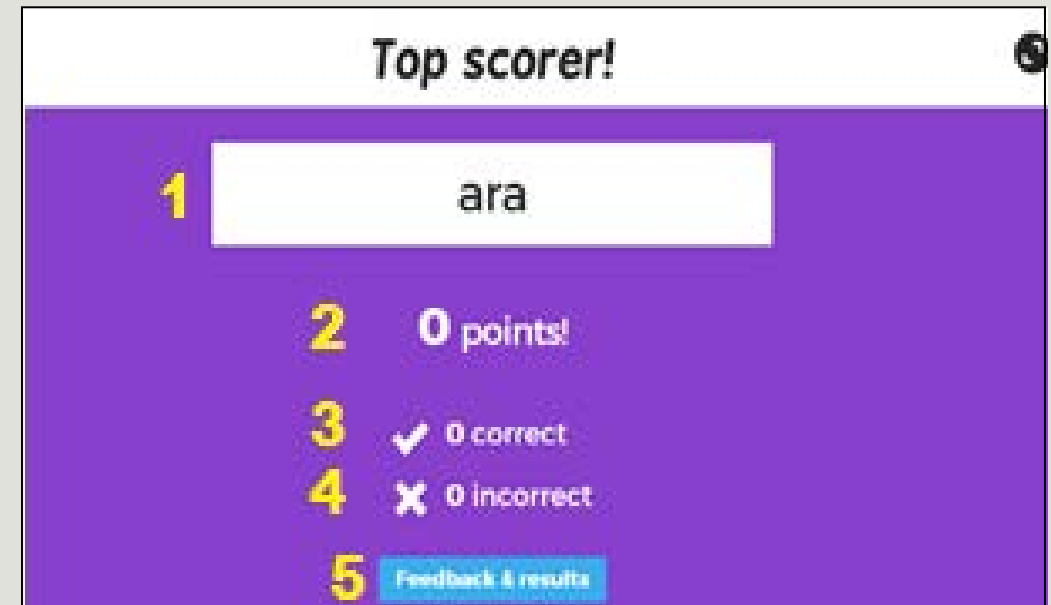 Top scorer!
1 ara
2 0 points!
3 0 correct
4 0 incorrect
5 Feedback & results